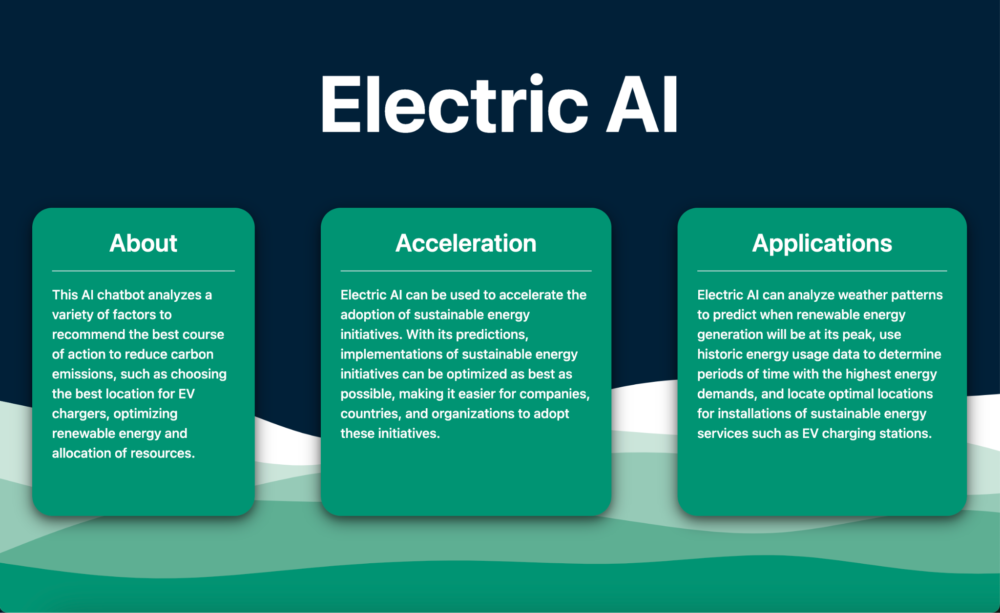 Electric AI
About
This AI chatbot analyzes a
variety of factors to
recommend the best course
of action to reduce carbon
emissions, such as choosing
the best location for EV
chargers, optimizing
renewable energy and
allocation of resources.
Acceleration
Electric AI can be used to accelerate the
adoption of sustainable energy
initiatives. With its predictions,
implementations of sustainable energy
initiatives can be optimized as best as
possible, making it easier for companies,
countries, and organizations to adopt
these initiatives.
Applications
Electric AI can analyze weather patterns
to predict when renewable energy
generation will be at its peak, use
historic energy usage data to determine
periods of time with the highest energy
demands, and locate optimal locations
for installations of sustainable energy
services such as EV charging stations.